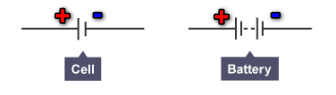 + -
+ -
Cell
Battery